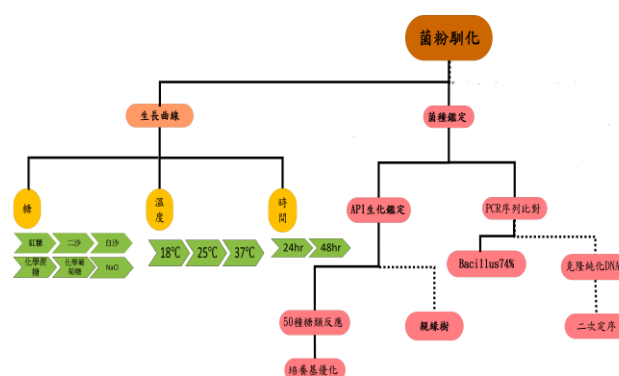 菌粉馴化
生長曲線
菌種鑑定
糖
溫度
時間
API生化鑑定
PCR序列比對
紅糖
二沙
白沙
化學蔗糖
化學葡萄糖
NaCl
18℃
25℃
37℃
24hr
48hr
Bacillus74%
克隆純化DNA
50種糖類反應
親緣樹
二次定序
培養基優化